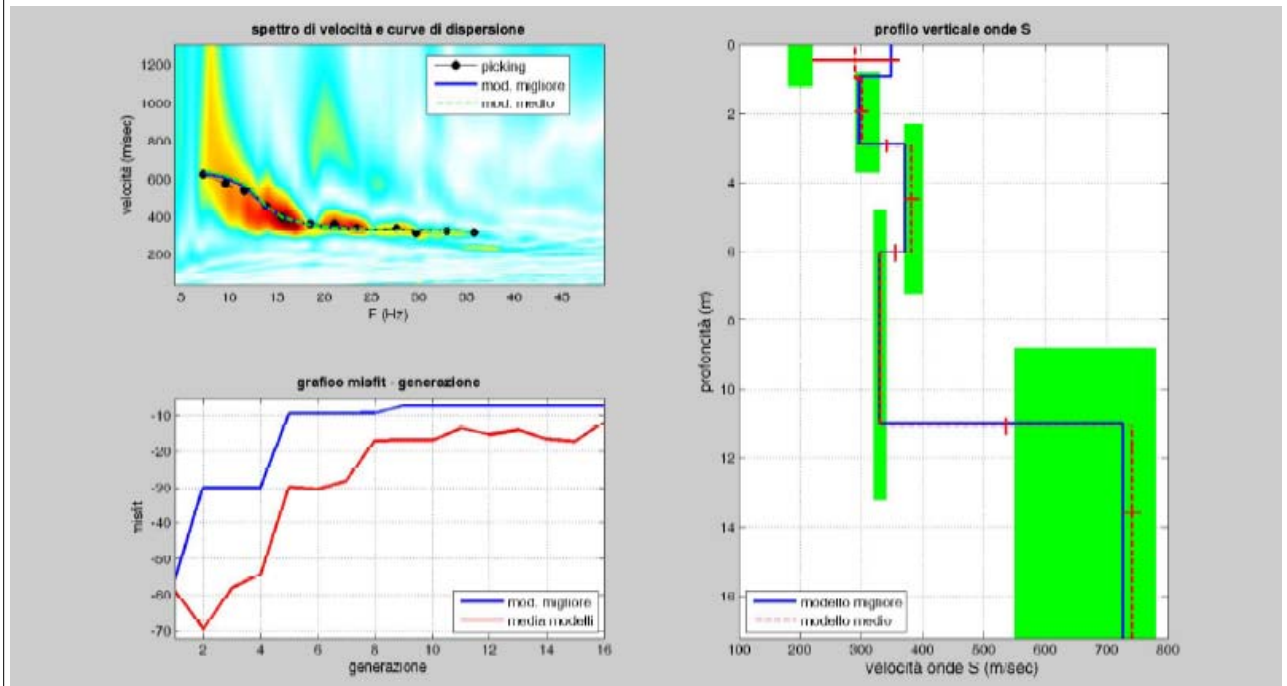 spettro di velocità e curve di dispersione
1200
1000
800
600
400
200
velocità (m/sec)
picking
mod. migliore
mod. medio
5 10 15 20 25 30 35 40 45
F (Hz)
grafico misfit - generazione
-10
-20
-30
-40
-50
-60
-70
misfit
mod. migliore
media modelli
2 4 6 8 10 12 14 16
generazione
profilo verticale onde S
0
2
4
6
8
10
12
14
16
profondità (m)
modello migliore
modello medio
100 200 300 400 500 600 700 800
velocità onde S (m/sec)